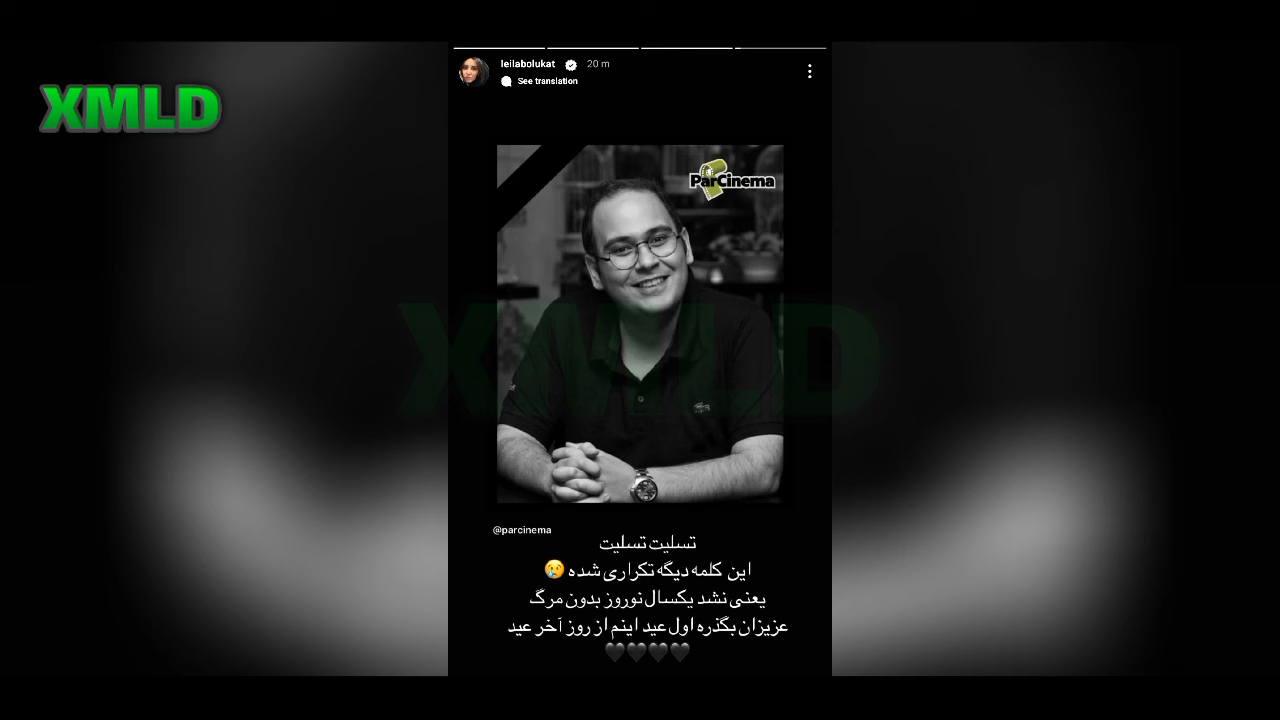 XMLD
leilabolukat 20 m
See translation
ParCinema
XMLD
@parcinema
تسلیت تسلیت
این کلمه دیگه تکراری شده 😢
یعنی نشد یکسال نوروز بدون مرگ
عزیزان بگذره اول عید اینم از روز آخر عید
🖤🖤🖤🖤